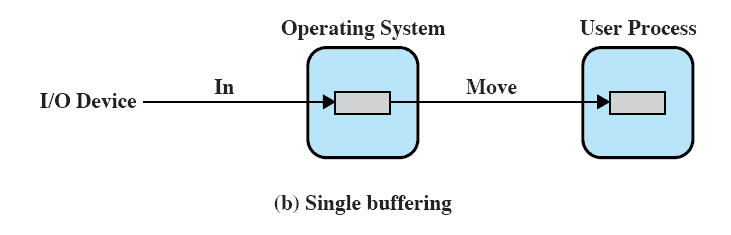 Operating System
User Process
I/O Device
In
Move
(b) Single buffering